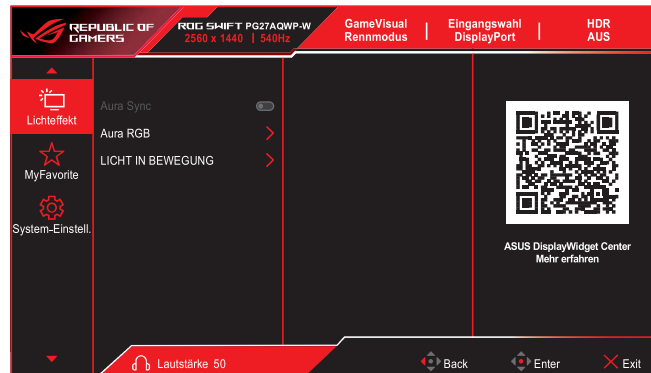 REPUBLIC OF
GAMERS
ROG SWIFT PG27AQWP-W
2560 x 1440 | 540Hz
GameVisual
Rennmodus
Eingangswahl
DisplayPort
HDR
AUS
Lichteffekt
MyFavorite
System-Einstell.
Aura Sync
Aura RGB
LICHT IN BEWEGUNG
ASUS DisplayWidget Center
Mehr erfahren
Lautstärke 50
Back
Enter
Exit